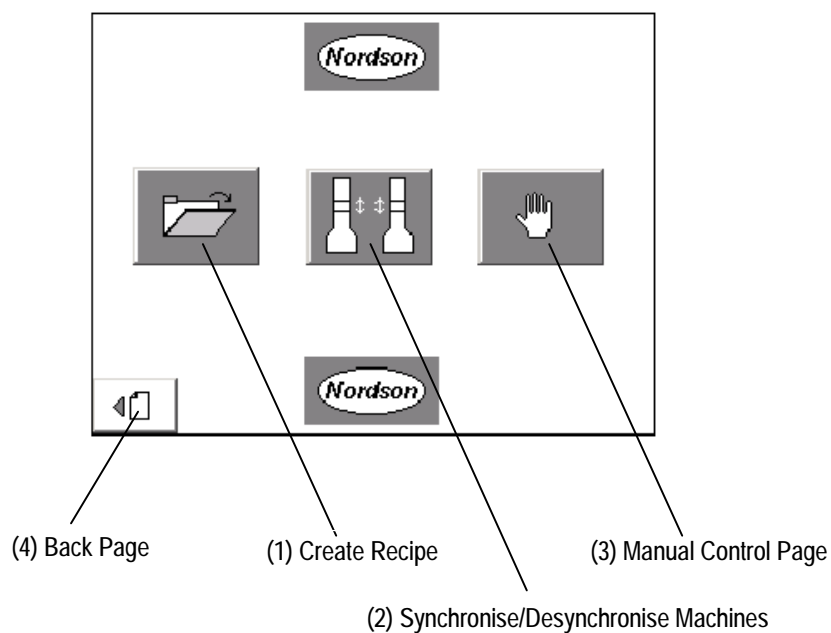 Nordson
Nordson
(4) Back Page
(1) Create Recipe
(3) Manual Control Page
(2) Synchronise/Desynchronise Machines